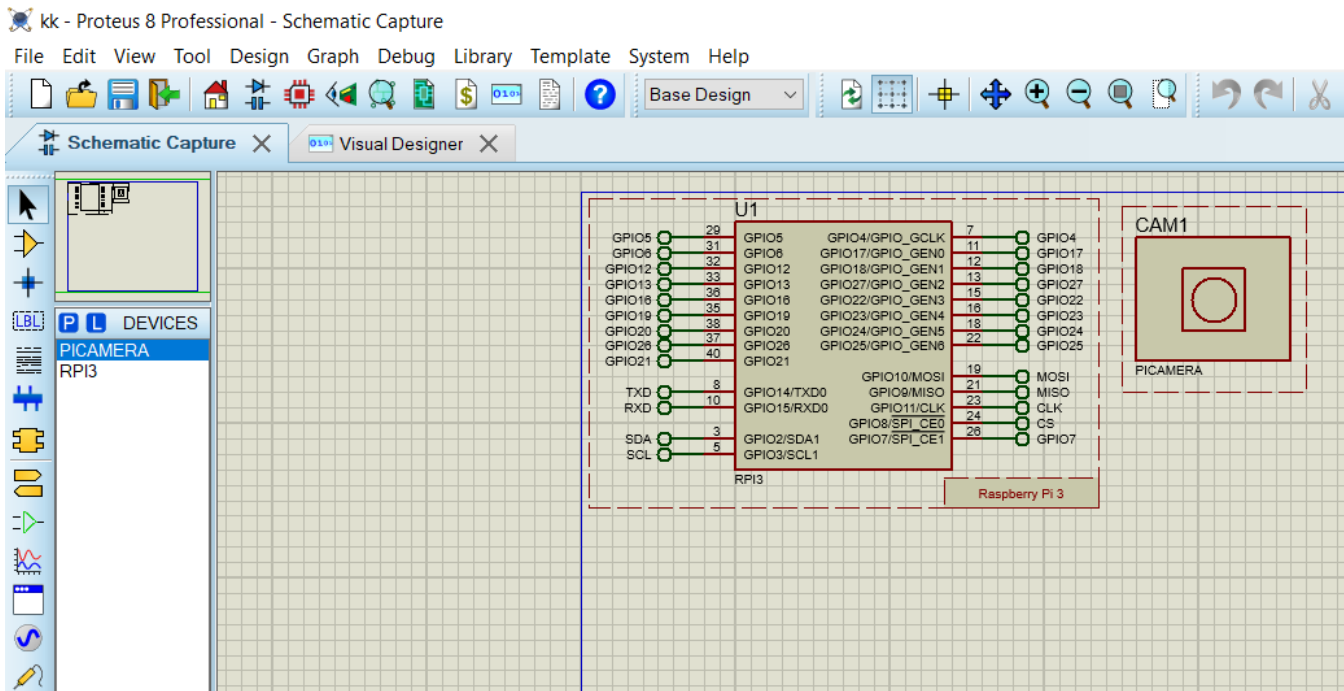 kk - Proteus 8 Professional - Schematic Capture
File Edit View Tool Design Graph Debug Library Template System Help
$ 0101 ? Base Design
Schematic Capture 0101 Visual Designer
LBL
P L DEVICES
PICAMERA
RPI3
U1
GPIO5 29 GPIO5 GPIO4/GPIO_GCLK 7 GPIO4
GPIO6 31 GPIO6 GPIO17/GPIO_GEN0 11 GPIO17
GPIO12 32 GPIO12 GPIO18/GPIO_GEN1 12 GPIO18
GPIO13 33 GPIO13 GPIO27/GPIO_GEN2 13 GPIO27
GPIO16 36 GPIO16 GPIO22/GPIO_GEN3 15 GPIO22
GPIO19 35 GPIO19 GPIO23/GPIO_GEN4 16 GPIO23
GPIO20 38 GPIO20 GPIO24/GPIO_GEN5 18 GPIO24
GPIO26 37 GPIO26 GPIO25/GPIO_GEN6 22 GPIO25
GPIO21 40 GPIO21
GPIO10/MOSI 19 MOSI
TXD 8 GPIO14/TXD0 GPIO9/MISO 21 MISO
RXD 10 GPIO15/RXD0 GPIO11/CLK 23 CLK
GPIO8/SPI_CE0 24 CS
SDA 3 GPIO2/SDA1 GPIO7/SPI_CE1 26 GPIO7
SCL 5 GPIO3/SCL1
RPI3
Raspberry Pi 3
CAM1
PICAMERA